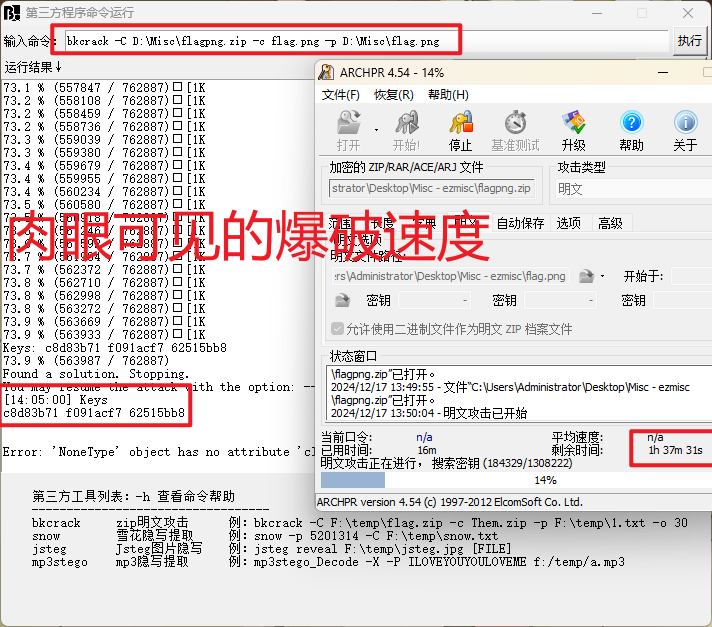 第三方程序命令运行
输入命令: bkcrack -C D:\Misc\flagpng.zip -c flag.png -p D:\Misc\flag.png
执行
运行结果↓
73.1 % (557847 / 762887)□[1K
73.2 % (558108 / 762887)□[1K
73.2 % (558459 / 762887)□[1K
73.2 % (558736 / 762887)□[1K
73.3 % (559039 / 762887)□[1K
73.3 % (559380 / 762887)□[1K
73.4 % (559679 / 762887)□[1K
73.4 % (559955 / 762887)□[1K
73.4 % (560234 / 762887)□[1K
73.5 % (560580 / 762887)□[1K
肉眼可见的爆破速度
73.7 % (562372 / 762887)□[1K
73.8 % (562710 / 762887)□[1K
73.8 % (562998 / 762887)□[1K
73.8 % (563272 / 762887)□[1K
73.9 % (563669 / 762887)□[1K
73.9 % (563933 / 762887)□[1K
Keys: c8d83b71 f091acf7 62515bb8
73.9 % (563987 / 762887)
Found a solution. Stopping.
You may resume the attack with the option: --
[14:05:00] Keys
c8d83b71 f091acf7 62515bb8
Error: 'NoneType' object has no attribute 'cl
ARCHPR 4.54 - 14%
文件(F) 恢复(R) 帮助(H)
打开 开始! 停止 基准测试 升级 帮助 关于
加密的 ZIP/RAR/ACE/ARJ 文件
攻击类型
strator\Desktop\Misc - ezmisc\flagpng.zip
明文
范围 长度 字典 明文 自动保存 选项 高级
明文选项
明文文件路径:
ers\Administrator\Desktop\Misc - ezmisc\flag.png
开始于:
密钥 - 密钥 - 密钥
允许使用二进制文件作为明文 ZIP 档案文件
状态窗口
\flagpng.zip”已打开。
2024/12/17 13:49:55 - 文件“C:\Users\Administrator\Desktop\Misc - ezmisc
\flagpng.zip”已打开。
2024/12/17 13:50:04 - 明文攻击已开始
当前口令: n/a 平均速度: n/a
已用时间: 16m 剩余时间: 1h 37m 31s
明文攻击正在进行，搜索密钥 (184329/1308222)
14%
ARCHPR version 4.54 (c) 1997-2012 ElcomSoft Co. Ltd.
第三方工具列表：-h 查看命令帮助
bkcrack zip明文攻击 例: bkcrack -C F:\temp\flag.zip -c Them.zip -p F:\temp\1.txt -o 30
snow 雪花隐写提取 例: snow -p 5201314 -C F:\temp\snow.txt
jsteg Jsteg图片隐写 例: jsteg reveal F:\temp\jsteg.jpg [FILE]
mp3stego mp3隐写提取 例: mp3stego_Decode -X -P ILOVEYOUYOULOVEME f:/temp/a.mp3